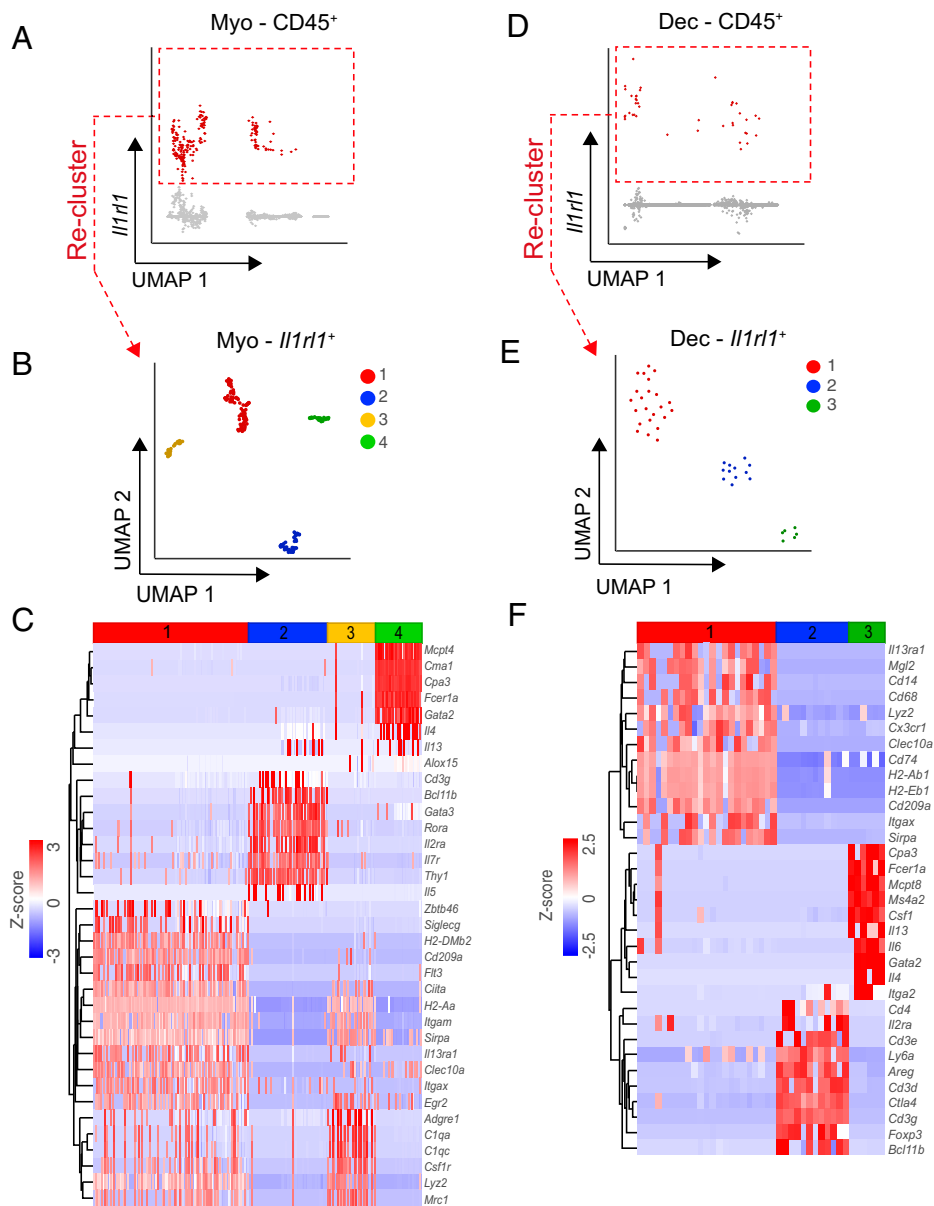 A
Myo - CD45+
Re-cluster
Il1rl1
UMAP 1
D
Dec - CD45+
Re-cluster
Il1rl1
UMAP 1
B
Myo - Il1rl1+
1
2
3
4
UMAP 2
UMAP 1
E
Dec - Il1rl1+
1
2
3
UMAP 2
UMAP 1
C
1 2 3 4
Mcpt4
Cma1
Cpa3
Fcer1a
Gata2
Il4
Il13
Alox15
Cd3g
Bcl11b
Gata3
Rora
Il2ra
Il7r
Thy1
Il5
Zbtb46
Siglecg
H2-DMb2
Cd209a
Flt3
Ciita
H2-Aa
Itgam
Sirpa
Il13ra1
Clec10a
Itgax
Egr2
Adgre1
C1qa
C1qc
Csf1r
Lyz2
Mrc1
Z-score
3
0
-3
F
1 2 3
Il13ra1
Mgl2
Cd14
Cd68
Lyz2
Cx3cr1
Clec10a
Cd74
H2-Ab1
H2-Eb1
Cd209a
Itgax
Sirpa
Cpa3
Fcer1a
Mcpt8
Ms4a2
Csf1
Il13
Il6
Gata2
Il4
Itga2
Cd4
Il2ra
Cd3e
Ly6a
Areg
Cd3d
Ctla4
Cd3g
Foxp3
Bcl11b
Z-score
2.5
0
-2.5